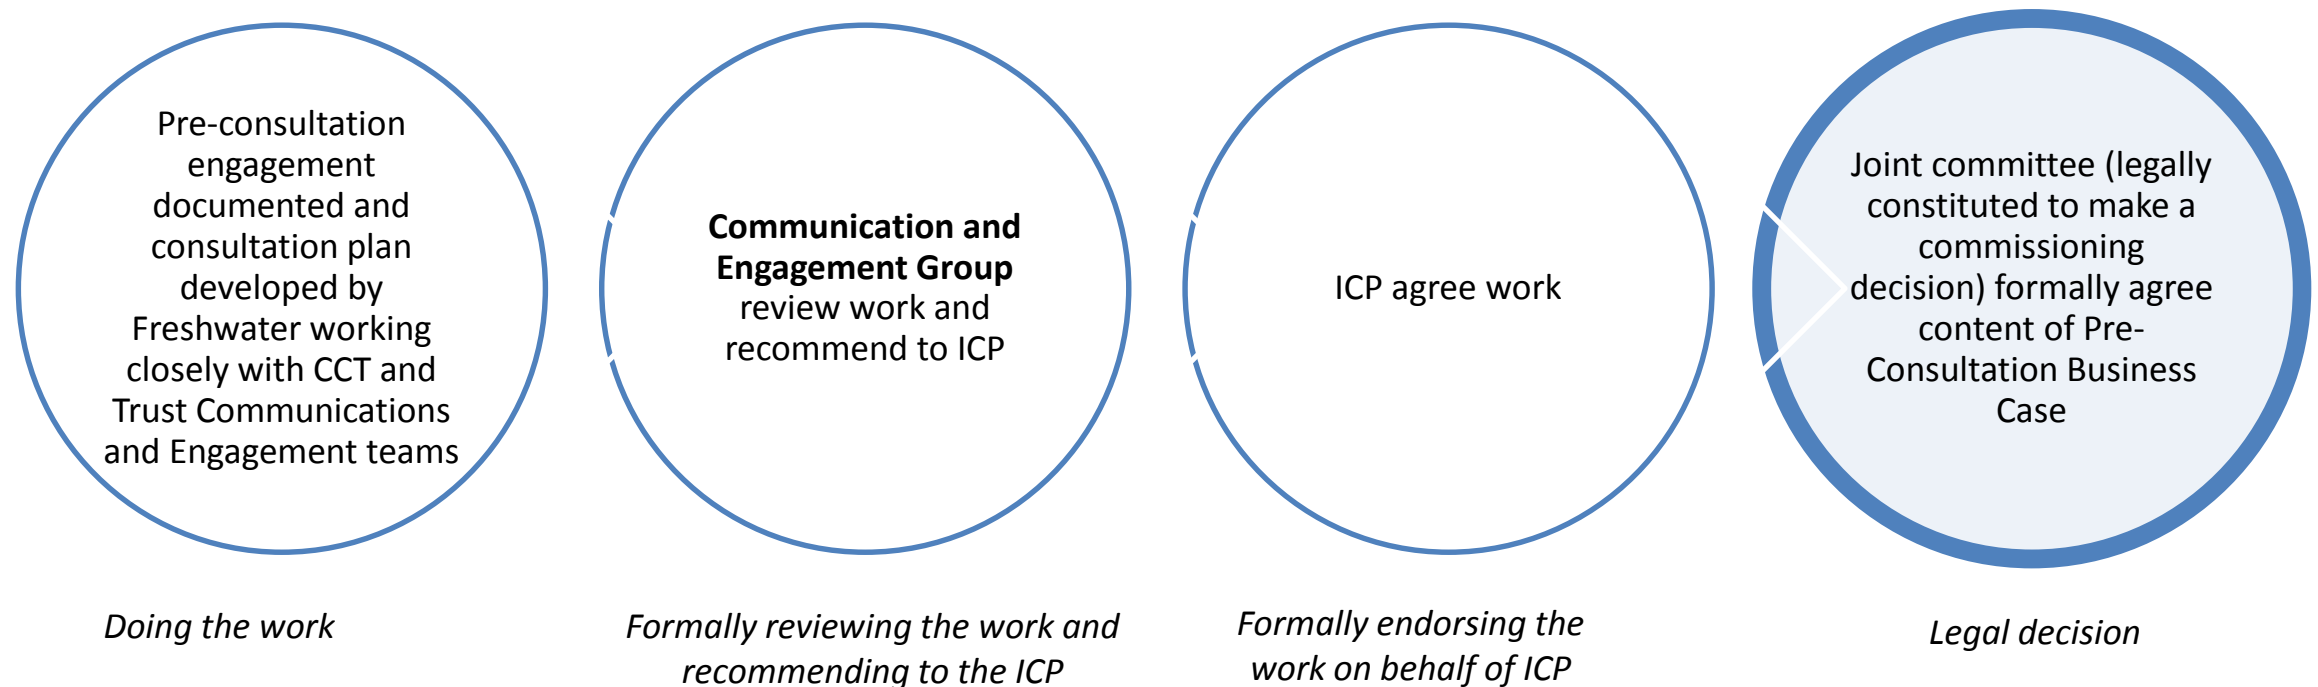 Pre-consultation
engagement
documented and
consultation plan
developed by
Freshwater working
closely with CCT and
Trust Communications
and Engagement teams
Communication and
Engagement Group
review work and
recommend to ICP
ICP agree work
Joint committee (legally
constituted to make a
commissioning
decision) formally agree
content of Pre-
Consultation Business
Case
Doing the work
Formally reviewing the work and
recommending to the ICP
Formally endorsing the
work on behalf of ICP
Legal decision